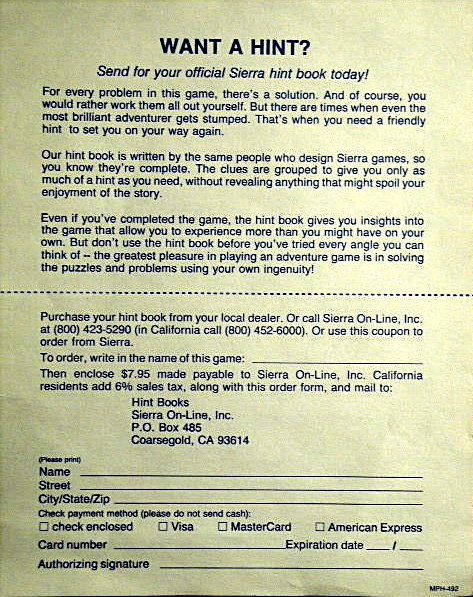 WANT A HINT?
Send for your official Sierra hint book today!
For every problem in this game, there's a solution. And of course, you
would rather work them all out yourself. But there are times when even the
most brilliant adventurer gets stumped. That's when you need a friendly
hint to set you on your way again.
Our hint book is written by the same people who design Sierra games, so
you know they're complete. The clues are grouped to give you only as
much of a hint as you need, without revealing anything that might spoil your
enjoyment of the story.
Even if you've completed the game, the hint book gives you insights into
the game that allow you to experience more than you might have on your
own. But don't use the hint book before you've tried every angle you can
think of -- the greatest pleasure in playing an adventure game is in solving
the puzzles and problems using your own ingenuity!
Purchase your hint book from your local dealer. Or call Sierra On-Line, Inc.
at (800) 423-5290 (in California call (800) 452-6000). Or use this coupon to
order from Sierra.
To order, write in the name of this game:
Then enclose $7.95 made payable to Sierra On-Line, Inc. California
residents add 6% sales tax, along with this order form, and mail to:
Hint Books
Sierra On-Line, Inc.
P.O. Box 485
Coarsegold, CA 93614
(Please print)
Name
Street
City/State/Zip
Check payment method (please do not send cash):
☐ check enclosed ☐ Visa ☐ MasterCard ☐ American Express
Card number Expiration date /
Authorizing signature
MPH-492